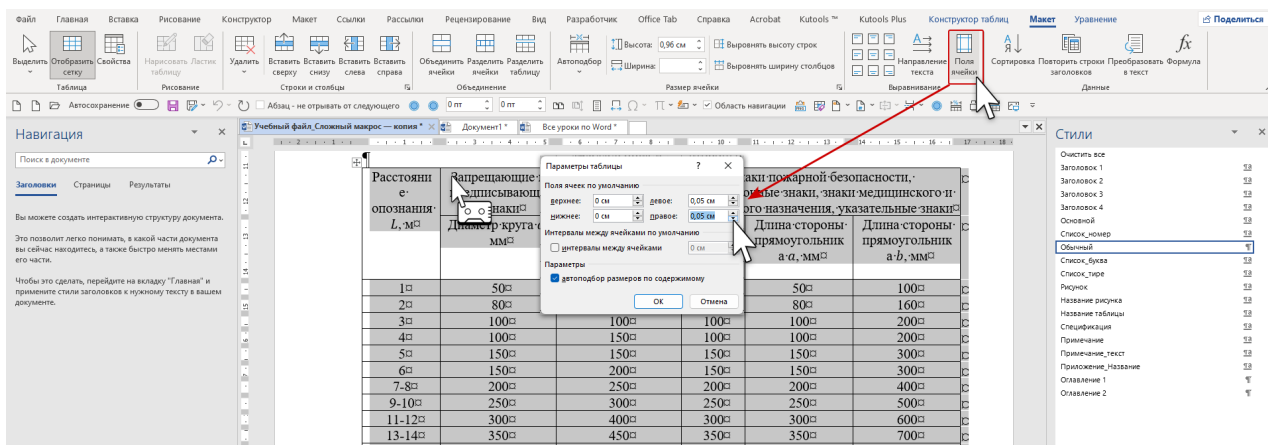 Файл Главная Вставка Рисование Конструктор Макет Ссылки Рассылки Рецензирование Вид Разработчик Office Tab Справка Acrobat Kutools ™ Kutools Plus Конструктор таблиц Макет Уравнение Поделиться
Выделить Отобразить сетку Свойства Нарисовать таблицу Ластик Удалить Вставить сверху Вставить снизу Вставить слева Вставить справа Объединить ячейки Разделить ячейки Разделить таблицу Автоподбор Высота: 0,96 см Ширина: Выровнять высоту строк Выровнять ширину столбцов Направление текста Поля ячейки Сортировка Повторить строки заголовков Преобразовать в текст Формула
Таблица Рисование Строки и столбцы Объединение Размер ячейки Выравнивание Данные
Автосохранение Абзац - не отрывать от следующего 0 пт 0 пт Область навигации
Учебный файл_Сложный макрос — копия * Документ1 * Все уроки по Word *
Навигация
Поиск в документе
Заголовки Страницы Результаты
Вы можете создать интерактивную структуру документа.
Это позволит легко понимать, в какой части документа
вы сейчас находитесь, а также быстро менять местами
его части.
Чтобы это сделать, перейдите на вкладку "Главная" и
примените стили заголовков к нужному тексту в вашем
документе.
Расстояни
е·
опознания·
L,·м¤
Запрещающие
знаки¤
Диаметр·круга
мм¤
пожарной·безопасности,·
знаки·медицинского·и·
назначения,·указательные·знаки¤
Длина·стороны·
прямоугольник
а·a,·мм¤
Длина·стороны·
прямоугольник
а·b,·мм¤
Параметры таблицы ? ×
Поля ячеек по умолчанию
верхнее: 0 см левое: 0,05 см
нижнее: 0 см правое: 0,05 см
Интервалы между ячейками по умолчанию
интервалы между ячейками 0 см
Параметры
автоподбор размеров по содержимому
ОК Отмена
1¤ 50¤ 50¤ 100¤
2¤ 80¤ 80¤ 160¤
3¤ 100¤ 100¤ 100¤ 100¤ 200¤
4¤ 100¤ 150¤ 100¤ 100¤ 200¤
5¤ 150¤ 150¤ 150¤ 150¤ 300¤
6¤ 150¤ 200¤ 150¤ 150¤ 300¤
7-8¤ 200¤ 250¤ 200¤ 200¤ 400¤
9-10¤ 250¤ 300¤ 250¤ 250¤ 500¤
11-12¤ 300¤ 400¤ 300¤ 300¤ 600¤
13-14¤ 350¤ 450¤ 350¤ 350¤ 700¤
Стили
Очистить все
Заголовок 1
Заголовок 2
Заголовок 3
Заголовок 4
Основной
Список_номер
Обычный
Список_буква
Список_тире
Рисунок
Название рисунка
Название таблицы
Спецификация
Примечание
Примечание_текст
Приложение_Название
Оглавление 1
Оглавление 2